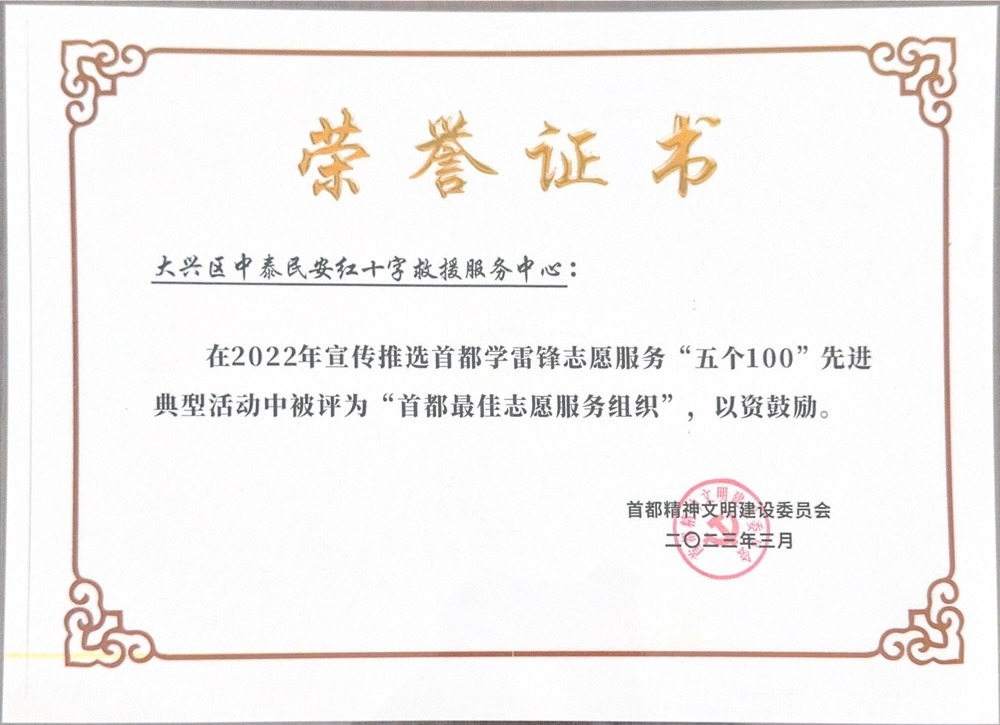 荣誉证书
大兴区中泰民安红十字救援服务中心：
在2022年宣传推选首都学雷锋志愿服务“五个100”先进
典型活动中被评为“首都最佳志愿服务组织”，以资鼓励。
首都精神文明建设委员会
二〇二三年三月